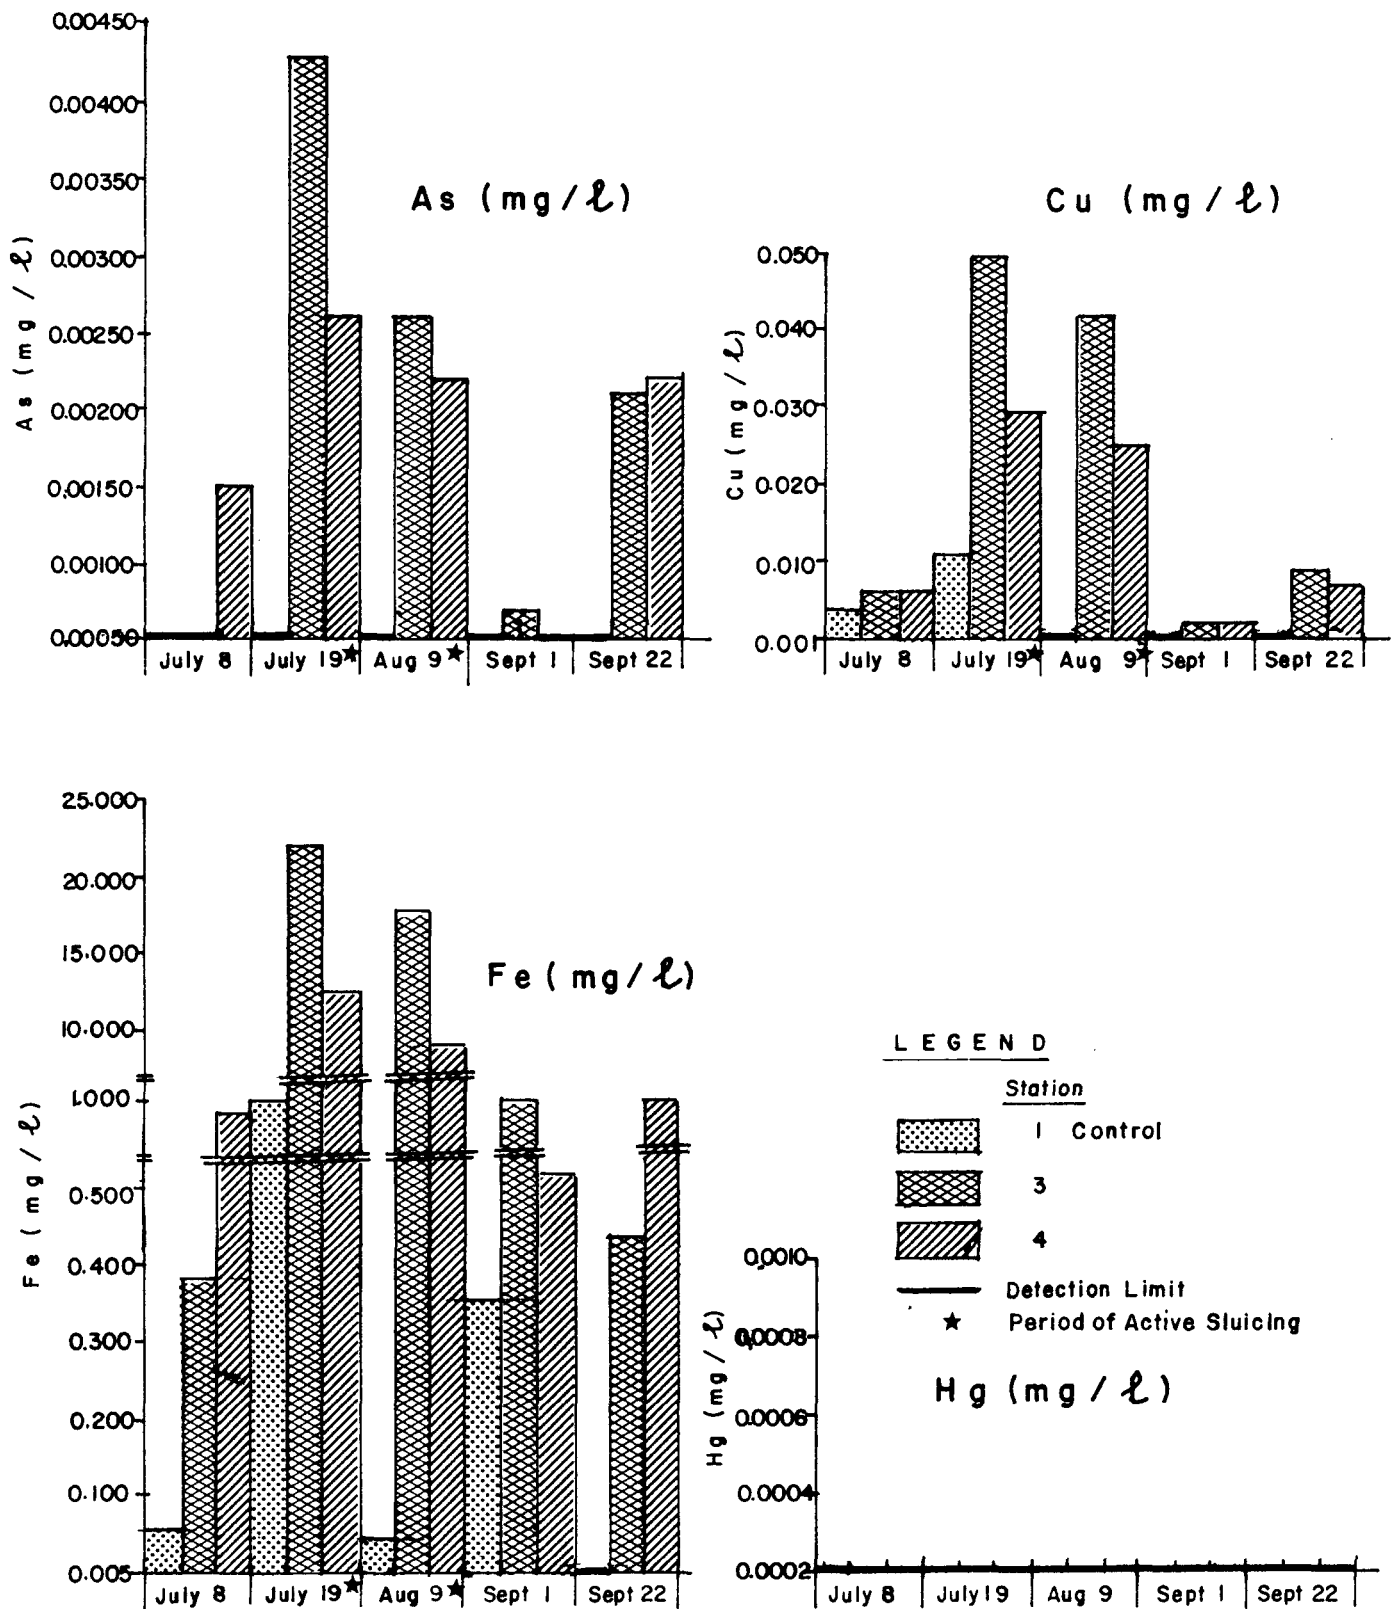 As (mg/ℓ)
As (mg/ℓ)
0.00450
0.00400
0.00350
0.00300
0.00250
0.00200
0.00150
0.00100
0.00050
July 8 July 19★ Aug 9★ Sept 1 Sept 22
Cu (mg/ℓ)
Cu (mg/ℓ)
0.050
0.040
0.030
0.020
0.010
0.001
July 8 July 19★ Aug 9★ Sept 1 Sept 22
Fe (mg/ℓ)
Fe (mg/ℓ)
25.000
20.000
15.000
10.000
1.000
0.500
0.400
0.300
0.200
0.100
0.005
July 8 July 19★ Aug 9★ Sept 1 Sept 22
LEGEND
Station
1 Control
3
4
Detection Limit
★ Period of Active Sluicing
Hg (mg/ℓ)
Hg (mg/ℓ)
0.0010
0.0008
0.0006
0.0004
0.0002
July 8 July 19 Aug 9 Sept 1 Sept 22